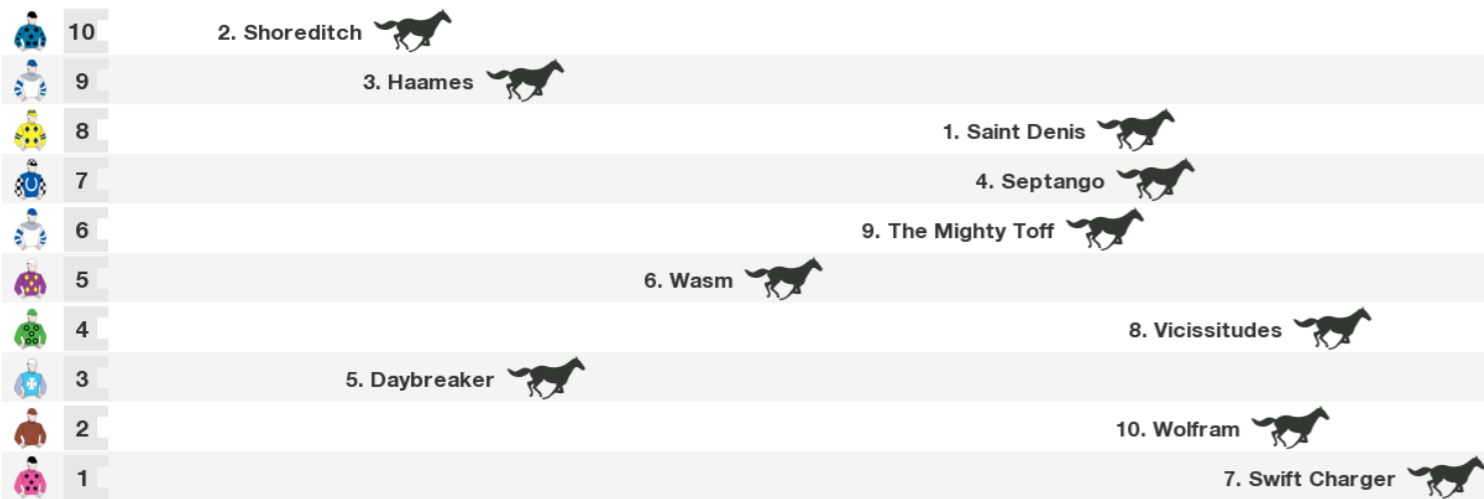 10 2. Shoreditch
9 3. Haames
8 1. Saint Denis
7 4. Septango
6 9. The Mighty Toff
5 6. Wasm
4 8. Vicissitudes
3 5. Daybreaker
2 10. Wolfram
1 7. Swift Charger